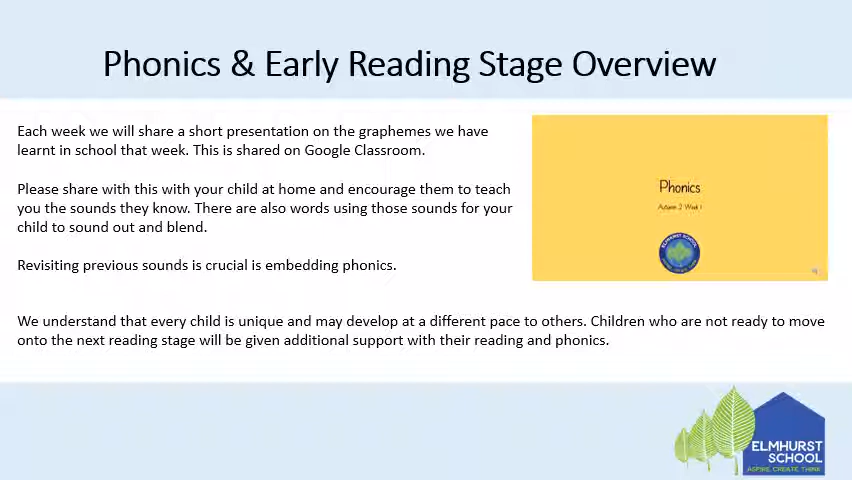 Phonics & Early Reading Stage Overview
Each week we will share a short presentation on the graphemes we have
learnt in school that week. This is shared on Google Classroom.
Please share with this with your child at home and encourage them to teach
you the sounds they know. There are also words using those sounds for your
child to sound out and blend.
Revisiting previous sounds is crucial is embedding phonics.
Phonics
Autumn 2 Week 1
ELMHURST SCHOOL
ASPIRE. CREATE. THINK.
We understand that every child is unique and may develop at a different pace to others. Children who are not ready to move
onto the next reading stage will be given additional support with their reading and phonics.
ELMHURST
SCHOOL
ASPIRE. CREATE. THINK.